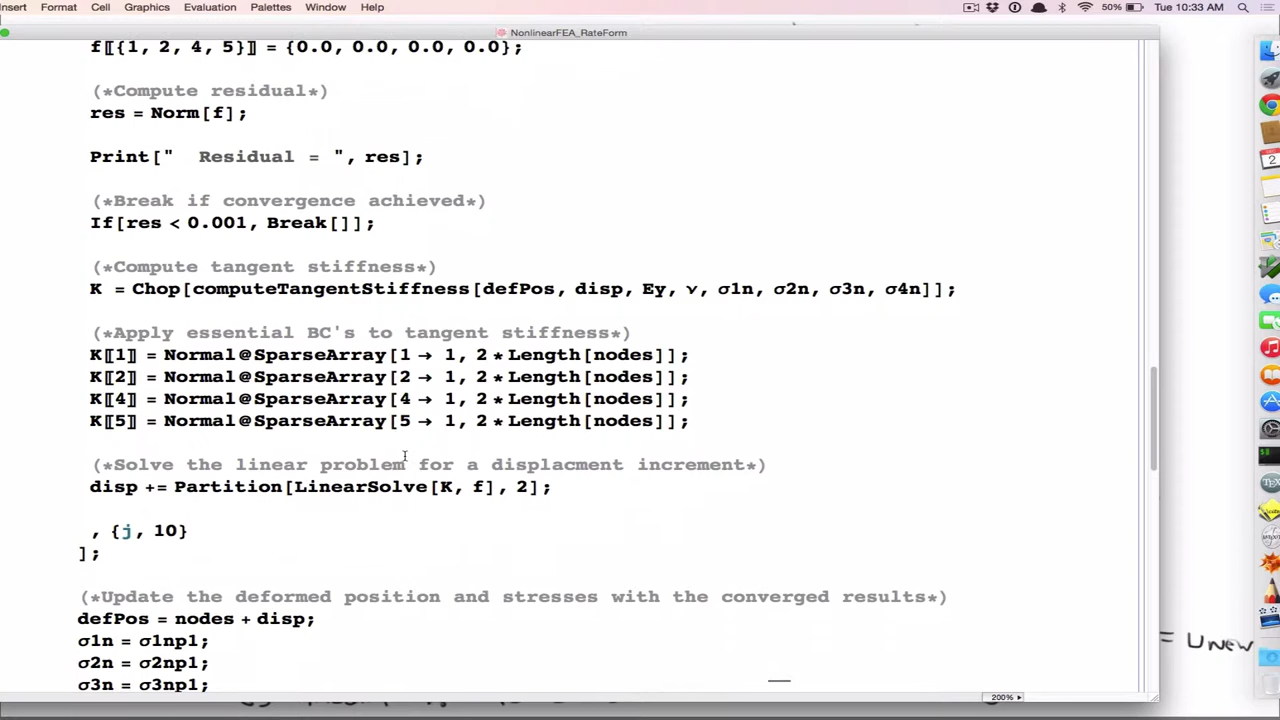 Insert Format Cell Graphics Evaluation Palettes Window Help 50% Tue 10:33 AM
NonlinearFEA_RateForm
f〚{1, 2, 4, 5}〛 = {0.0, 0.0, 0.0, 0.0};
(*Compute residual*)
res = Norm[f];
Print["  Residual = ", res];
(*Break if convergence achieved*)
If[res < 0.001, Break[]];
(*Compute tangent stiffness*)
K = Chop[computeTangentStiffness[defPos, disp, Ey, ν, σ1n, σ2n, σ3n, σ4n]];
(*Apply essential BC's to tangent stiffness*)
K〚1〛 = Normal@SparseArray[1 → 1, 2*Length[nodes]];
K〚2〛 = Normal@SparseArray[2 → 1, 2*Length[nodes]];
K〚4〛 = Normal@SparseArray[4 → 1, 2*Length[nodes]];
K〚5〛 = Normal@SparseArray[5 → 1, 2*Length[nodes]];
(*Solve the linear problem for a displacment increment*)
disp += Partition[LinearSolve[K, f], 2];
, {j, 10}
];
(*Update the deformed position and stresses with the converged results*)
defPos = nodes + disp;
σ1n = σ1np1;
= Unew
σ2n = σ2np1;
σ3n = σ3np1;
200%